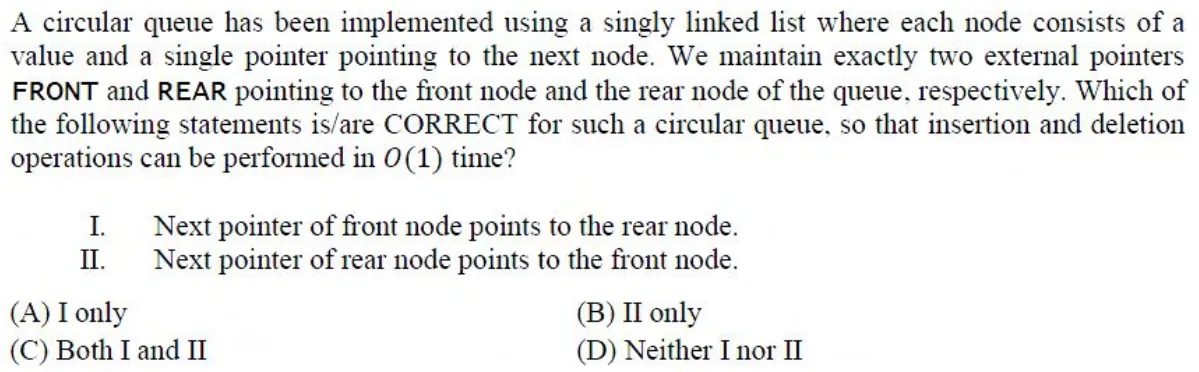 A circular queue has been implemented using a singly linked list where each node consists of a
value and a single pointer pointing to the next node. We maintain exactly two external pointers
FRONT and REAR pointing to the front node and the rear node of the queue, respectively. Which of
the following statements is/are CORRECT for such a circular queue, so that insertion and deletion
operations can be performed in O(1) time?
I. Next pointer of front node points to the rear node.
II. Next pointer of rear node points to the front node.
(A) I only (B) II only
(C) Both I and II (D) Neither I nor II